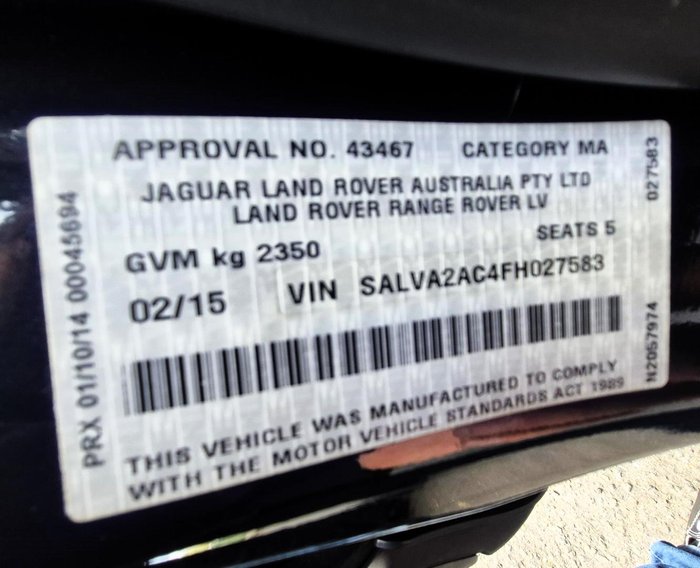 APPROVAL NO. 43467 CATEGORY MA
JAGUAR LAND ROVER AUSTRALIA PTY LTD
LAND ROVER RANGE ROVER LV
GVM kg 2350 SEATS 5
02/15 VIN SALVA2AC4FH027583
THIS VEHICLE WAS MANUFACTURED TO COMPLY
WITH THE MOTOR VEHICLE STANDARDS ACT 1989
PRX 01/10/14 00045694
027583
N2057974